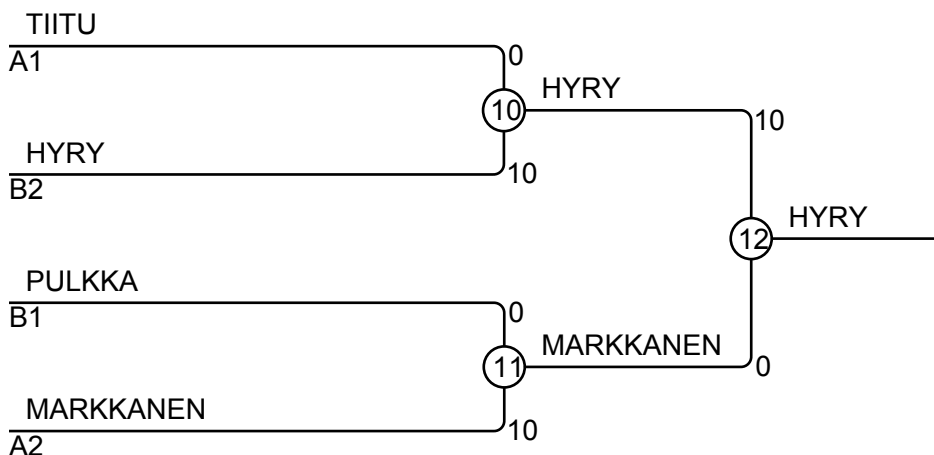 TIITU
A1
0
10
HYRY
HYRY
B2
10
10
12
HYRY
PULKKA
B1
0
11
MARKKANEN
0
MARKKANEN
A2
10